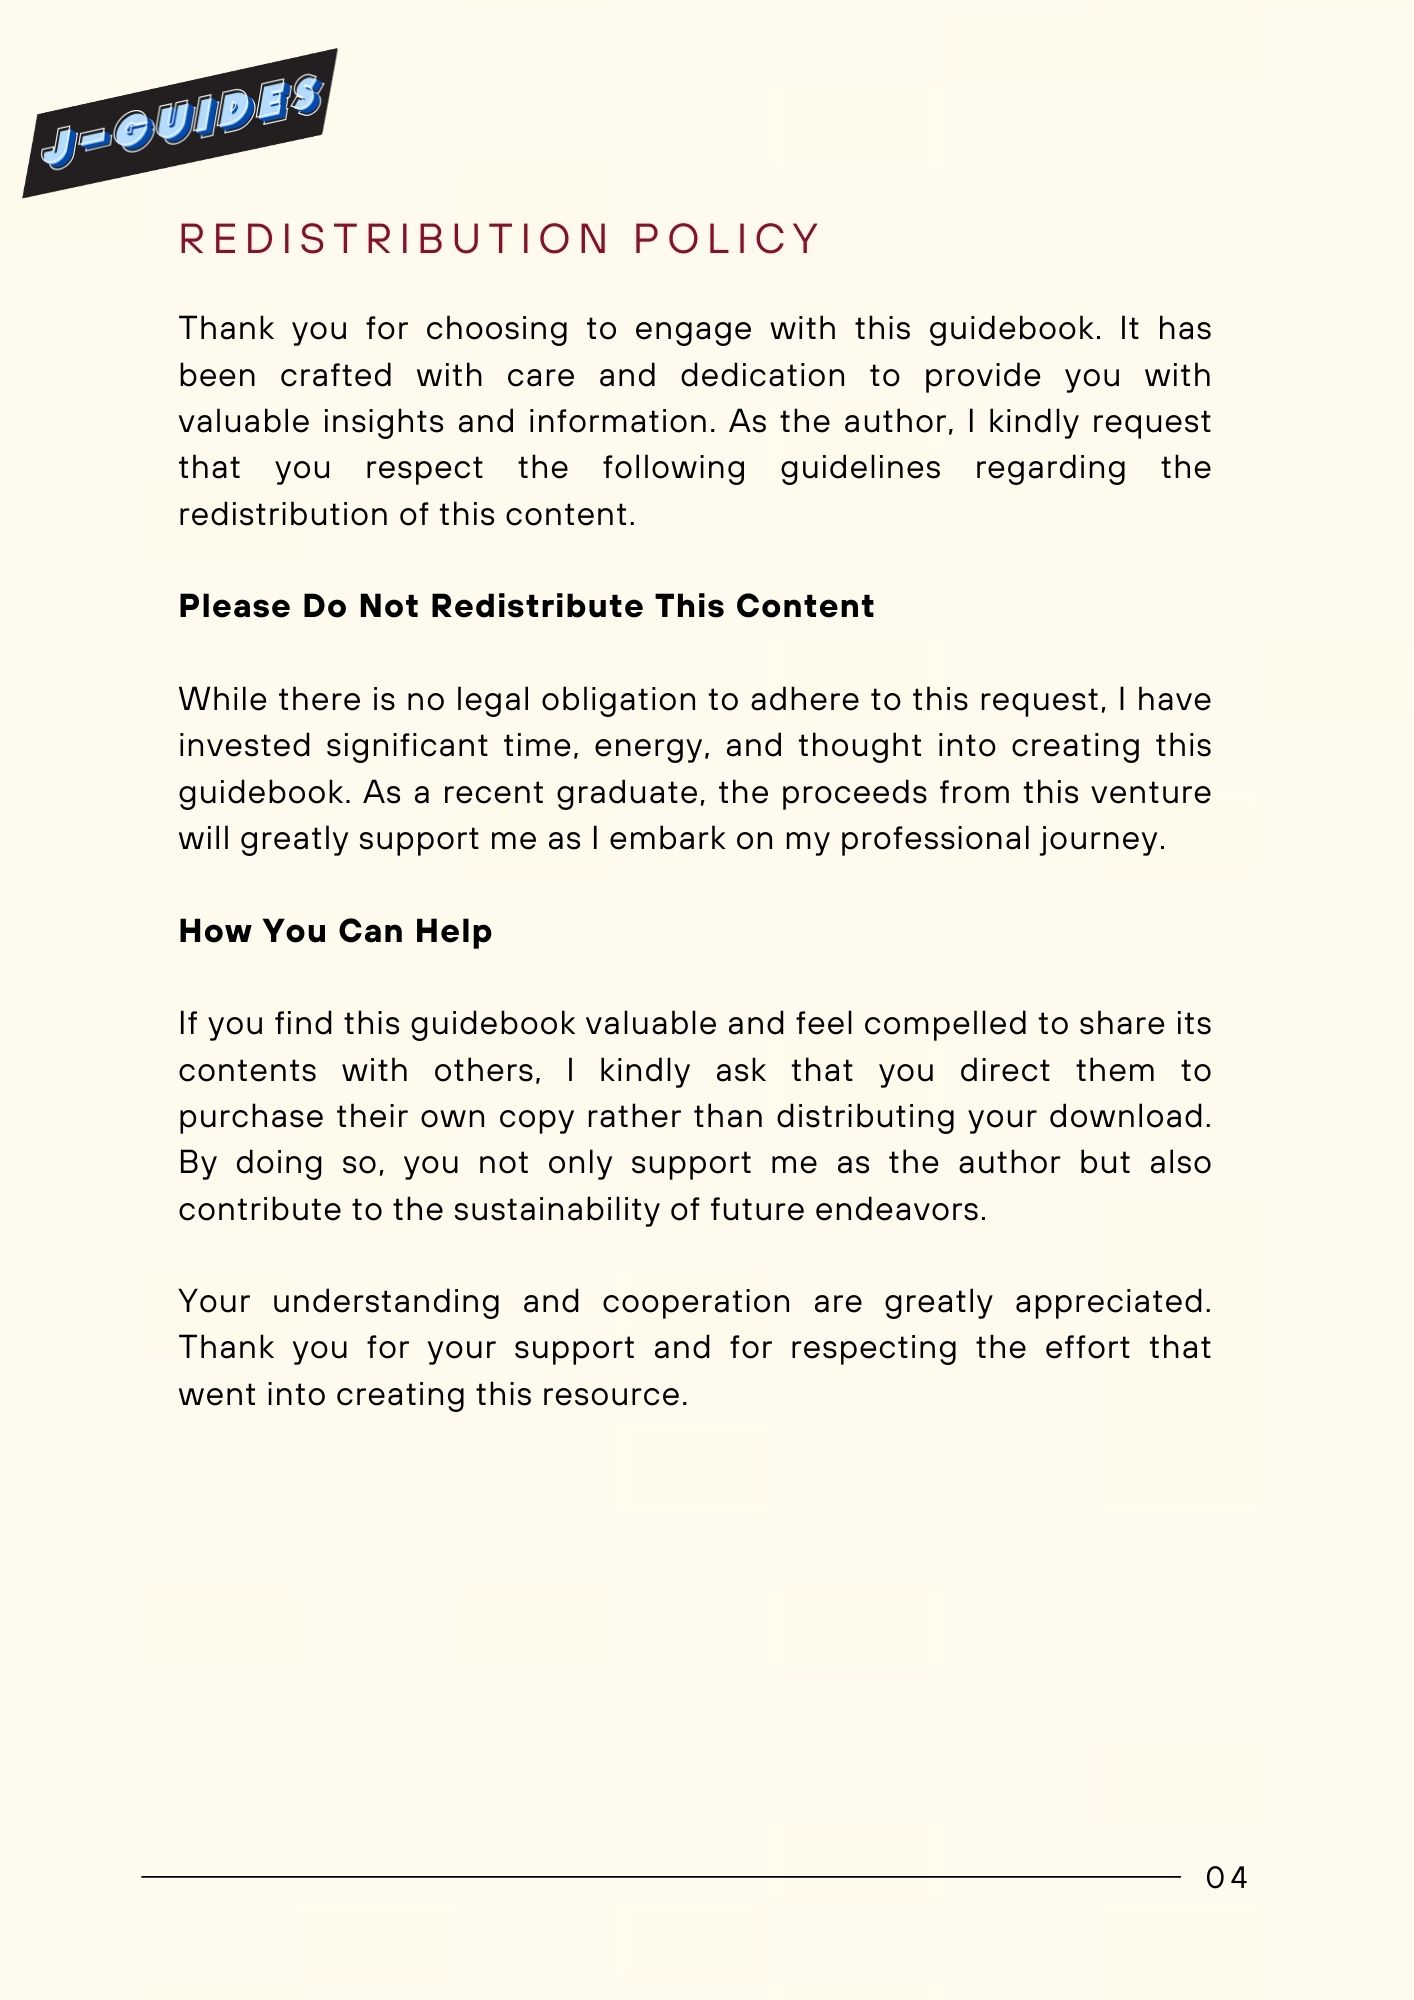 J-GUIDES
REDISTRIBUTION POLICY
Thank you for choosing to engage with this guidebook. It has
been crafted with care and dedication to provide you with
valuable insights and information. As the author, I kindly request
that you respect the following guidelines regarding the
redistribution of this content.
Please Do Not Redistribute This Content
While there is no legal obligation to adhere to this request, I have
invested significant time, energy, and thought into creating this
guidebook. As a recent graduate, the proceeds from this venture
will greatly support me as I embark on my professional journey.
How You Can Help
If you find this guidebook valuable and feel compelled to share its
contents with others, I kindly ask that you direct them to
purchase their own copy rather than distributing your download.
By doing so, you not only support me as the author but also
contribute to the sustainability of future endeavors.
Your understanding and cooperation are greatly appreciated.
Thank you for your support and for respecting the effort that
went into creating this resource.
04